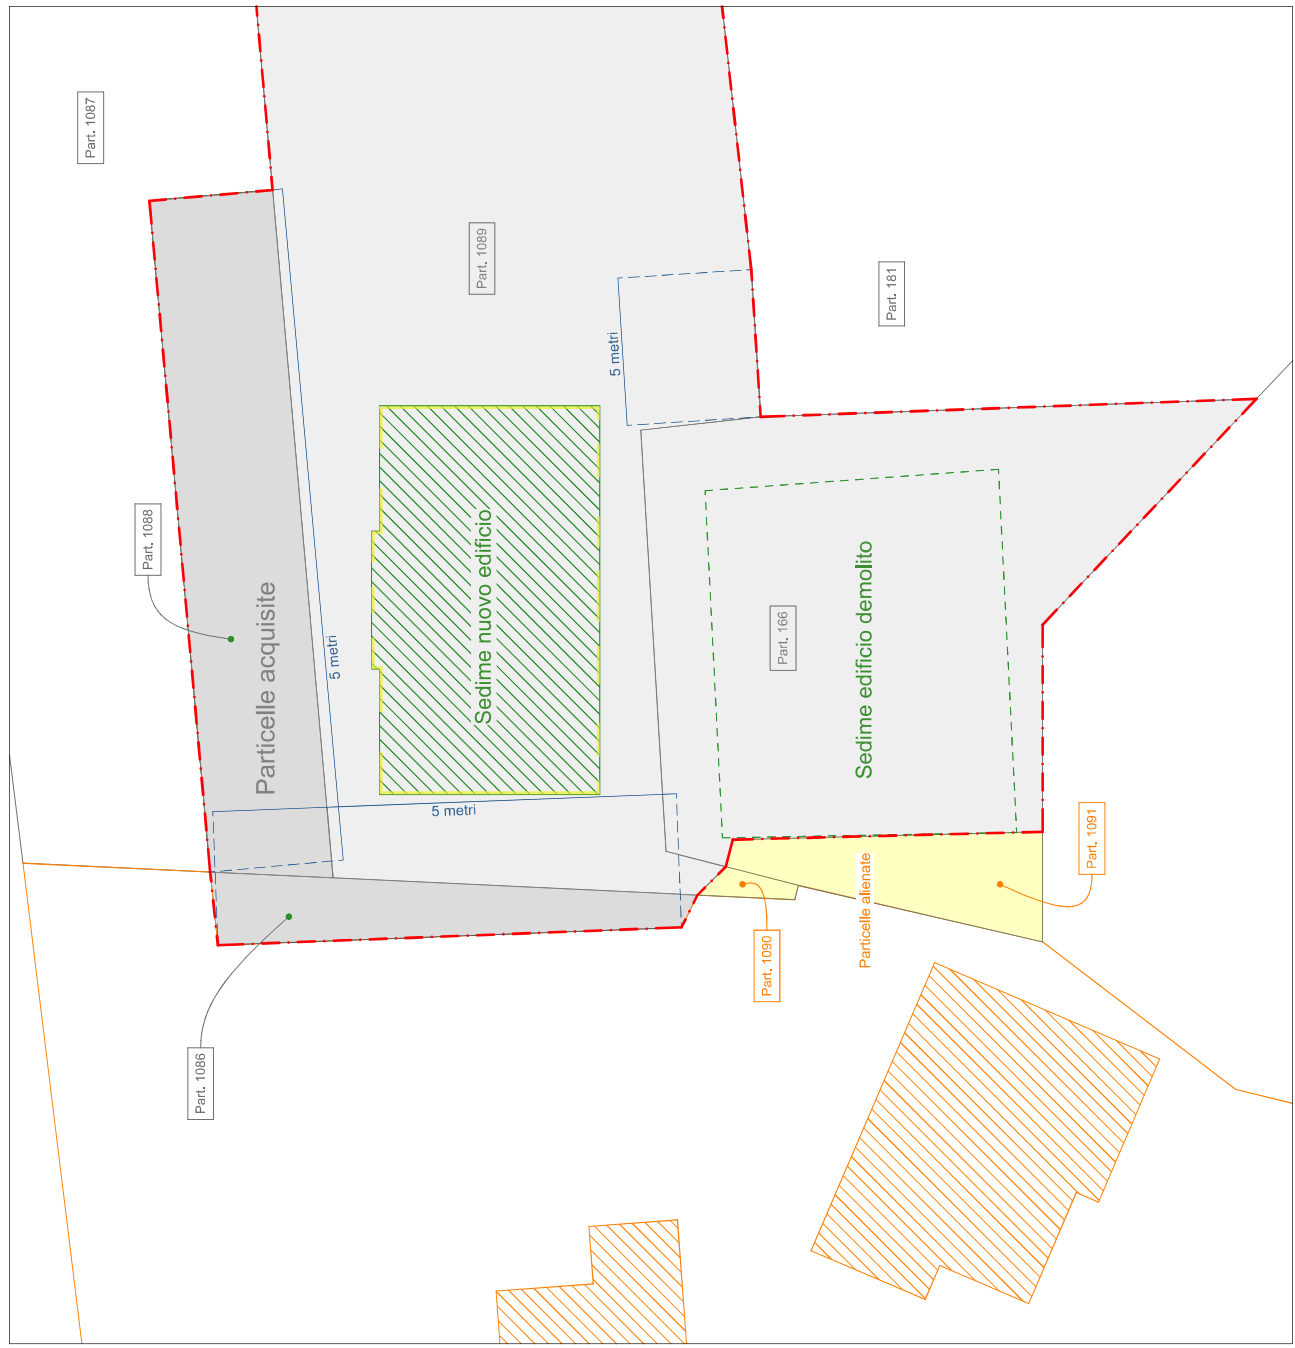 Part. 1087
Part. 1089
Part. 181
5 metri
Part. 1088
Sedime nuovo edificio
Particelle acquisite
5 metri
Part. 166
Sedime edificio demolito
5 metri
Part. 1091
Particelle alienate
Part. 1090
Part. 1086